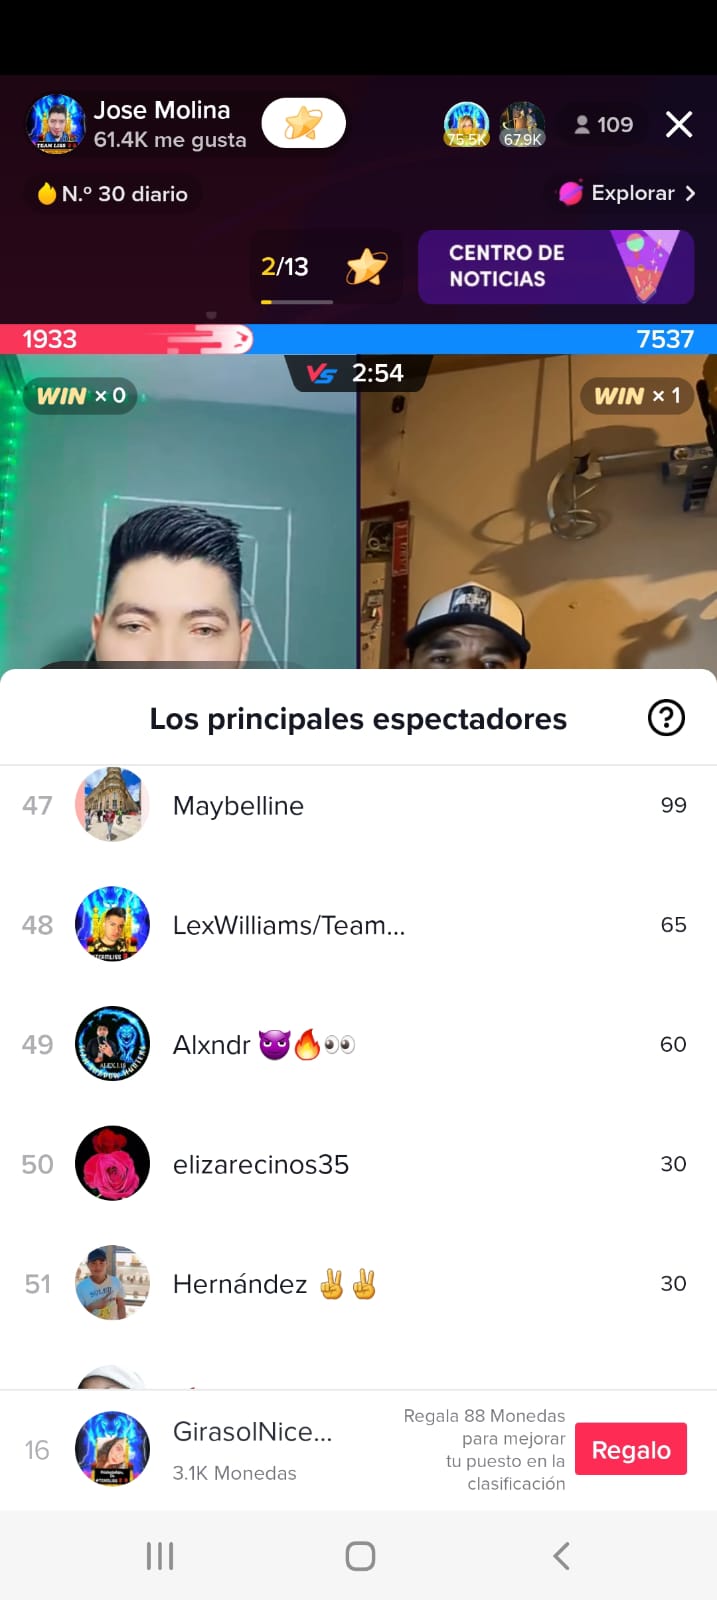 Jose Molina
61.4K me gusta
75.5K
67.9K
109
N.º 30 diario
Explorar
2/13
CENTRO DE
NOTICIAS
1933
7537
VS 2:54
WIN × 0
WIN × 1
Los principales espectadores
47 Maybelline 99
48 LexWilliams/Team... 65
49 Alxndr 😈🔥👀 60
50 elizarecinos35 30
51 Hernández ✌️✌️ 30
16
GirasolNice...
3.1K Monedas
Regala 88 Monedas
para mejorar
tu puesto en la
clasificación
Regalo